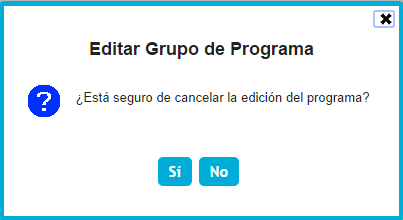 Editar Grupo de Programa
¿Está seguro de cancelar la edición del programa?
Sí No